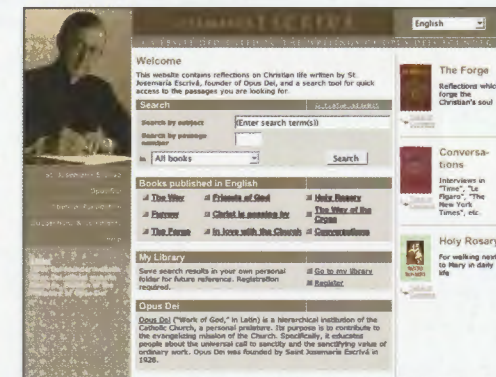 ESCRIVÁ
English
Welcome
This website contains reflections on Christian life written by St.
Josemaría Escrivá, founder of Opus Dei, and a search tool for quick
access to the passages you are looking for.
Search
Search by subject
(Enter search term(s))
Search by passage
number
in All books
Search
Books published in English
The Way
Friends of God
Holy Rosary
Furrow
Christ is passing by
The Way of the
Cross
The Forge
In love with the Church
Conversations
My Library
Save search results in your own personal
folder for future reference. Registration
required.
Go to my library
Register
Opus Dei
Opus Dei ("Work of God," in Latin) is a hierarchical institution of the
Catholic Church, a personal prelature. Its purpose is to contribute to
the evangelizing mission of the Church. Specifically, it educates
people about the universal call to sanctity and the sanctifying value of
ordinary work. Opus Dei was founded by Saint Josemaría Escrivá in
1928.
The Forge
Reflections whic
forge the
Christian's soul
Conversa-
tions
Interviews in
"Time", "Le
Figaro", "The
New York
Times", etc.
Holy Rosary
For walking next
to Mary in daily
life